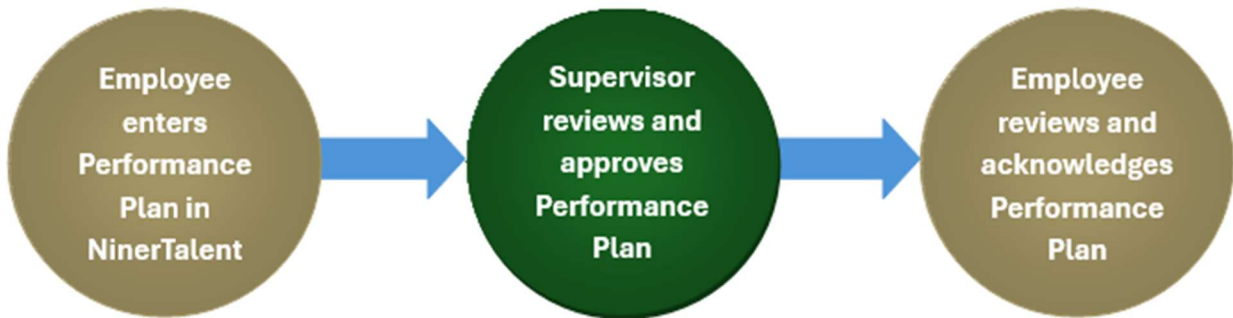 Employee
enters
Performance
Plan in
NinerTalent
Supervisor
reviews and
approves
Performance
Plan
Employee
reviews and
acknowledges
Performance
Plan